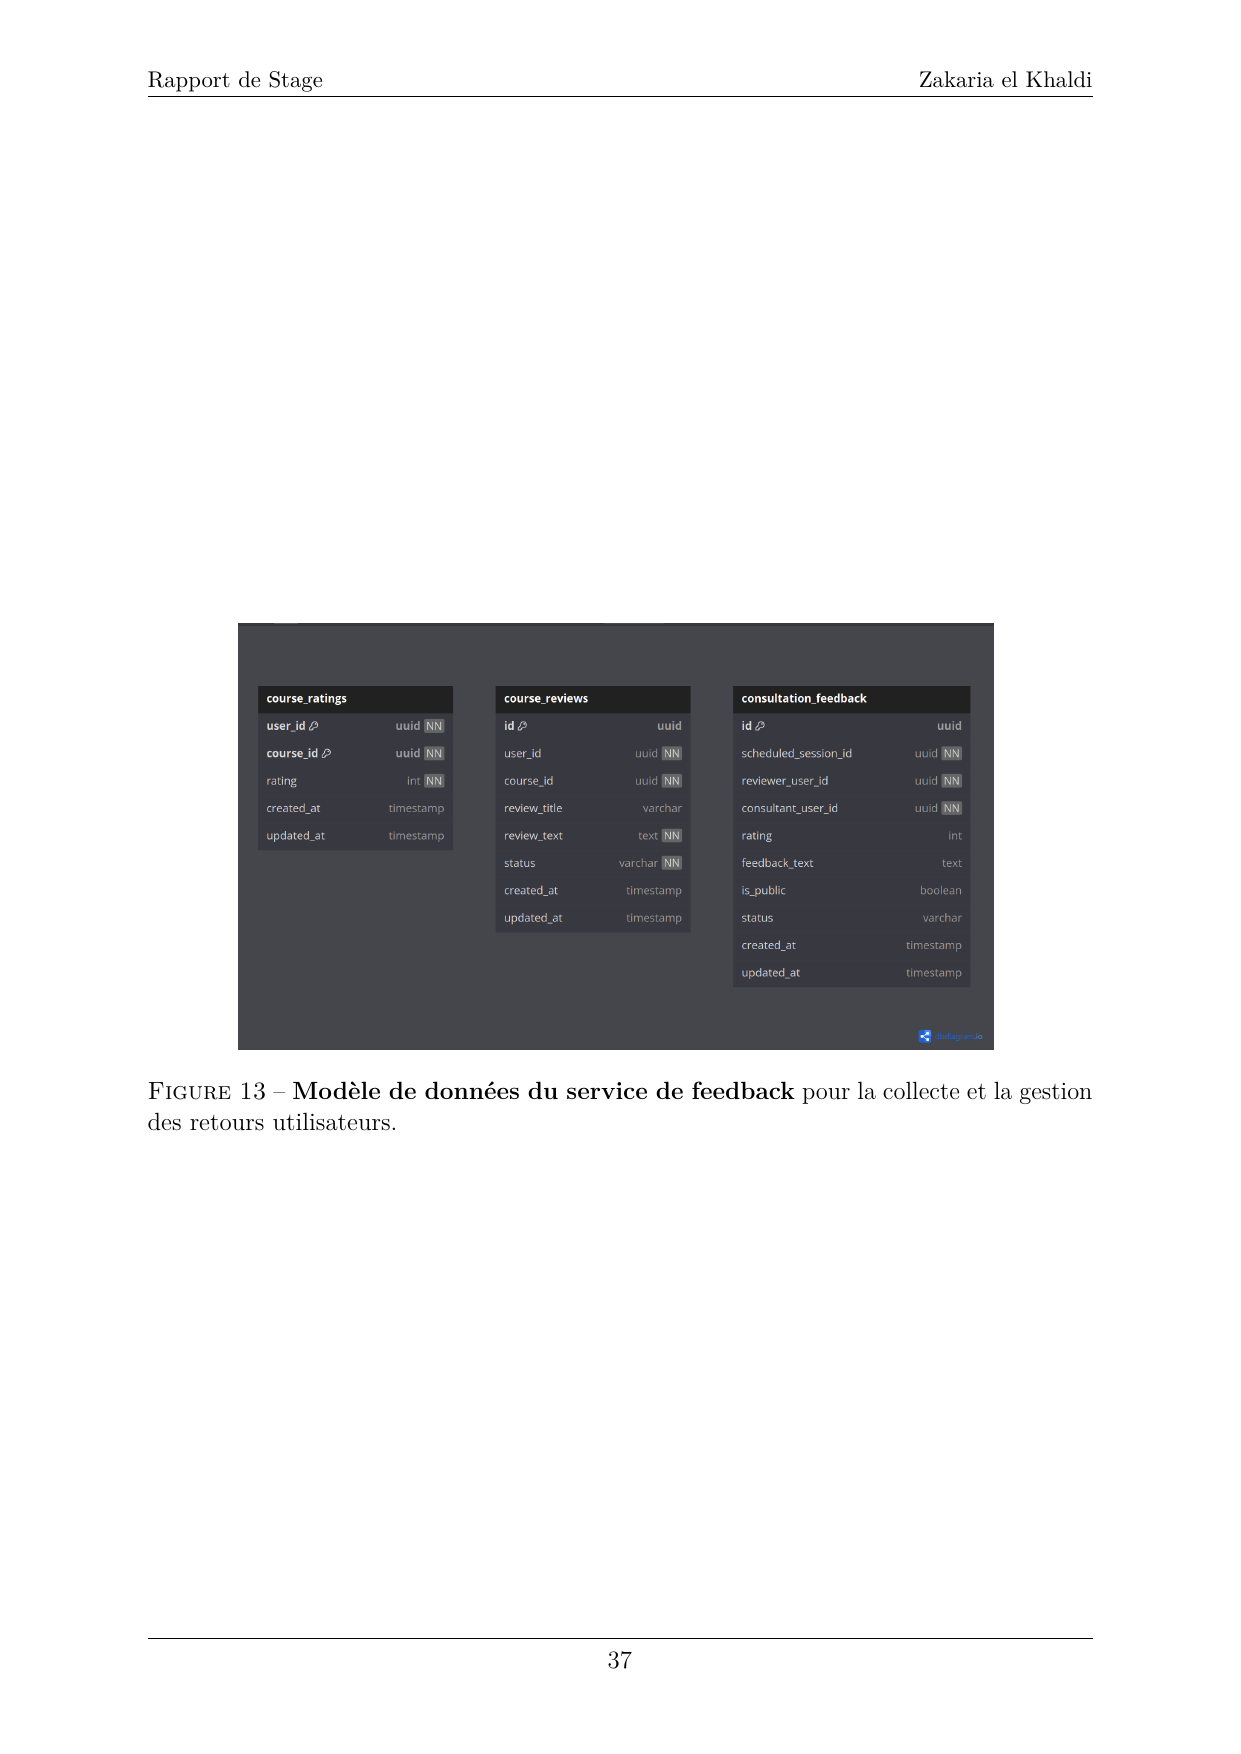 Rapport de Stage Zakaria el Khaldi
course_ratings
user_id uuid NN
course_id uuid NN
rating int NN
created_at timestamp
updated_at timestamp
course_reviews
id uuid
user_id uuid NN
course_id uuid NN
review_title varchar
review_text text NN
status varchar NN
created_at timestamp
updated_at timestamp
consultation_feedback
id uuid
scheduled_session_id uuid NN
reviewer_user_id uuid NN
consultant_user_id uuid NN
rating int
feedback_text text
is_public boolean
status varchar
created_at timestamp
updated_at timestamp
dbdiagram.io
FIGURE 13 – Modèle de données du service de feedback pour la collecte et la gestion
des retours utilisateurs.
37